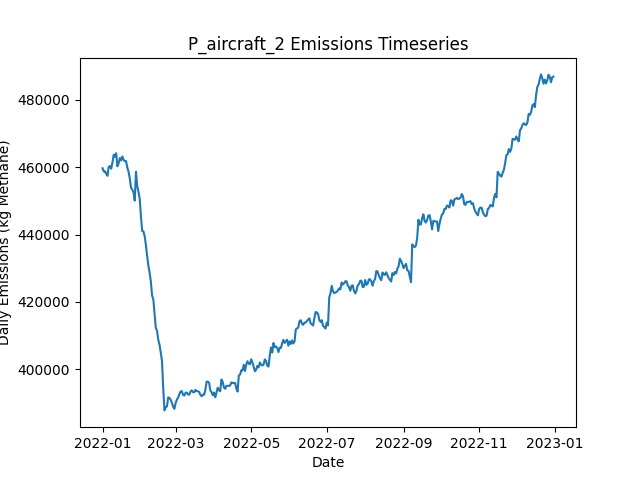 P_aircraft_2 Emissions Timeseries
Daily Emissions (kg Methane)
480000
460000
440000
420000
400000
2022-01 2022-03 2022-05 2022-07 2022-09 2022-11 2023-01
Date